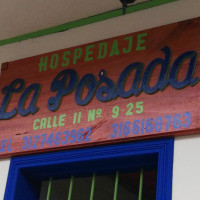 HOSPEDAJE
La Posada
CALLE 11 Nº 9-25